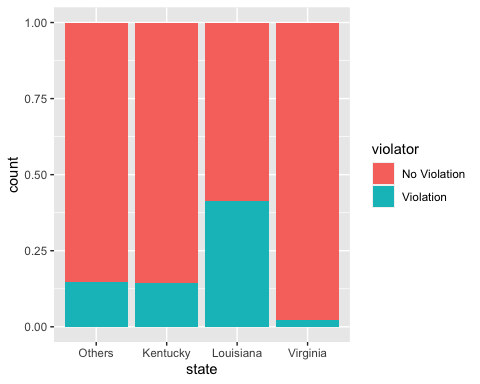 1.00
0.75
0.50
0.25
0.00
count
Others Kentucky Louisiana Virginia
state
violator
No Violation
Violation